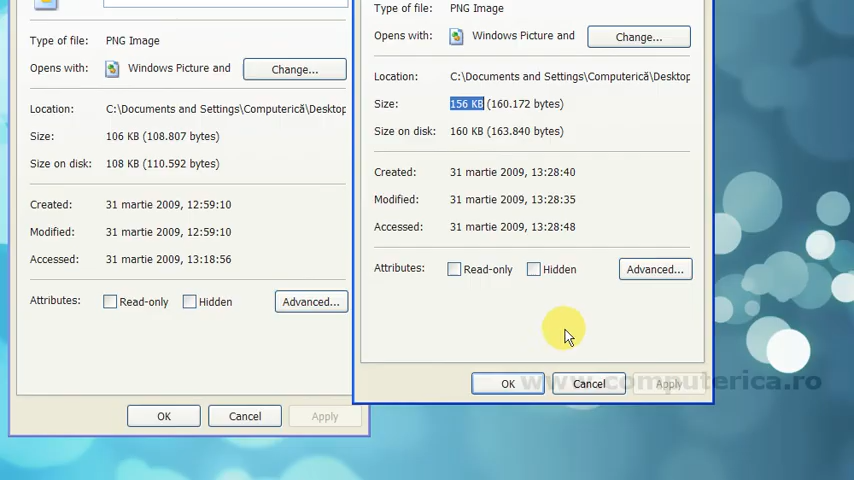 Type of file: PNG Image
Opens with: Windows Picture and Change...
Location: C:\Documents and Settings\Computerică\Desktop
Size: 106 KB (108.807 bytes)
Size on disk: 108 KB (110.592 bytes)
Created: 31 martie 2009, 12:59:10
Modified: 31 martie 2009, 12:59:10
Accessed: 31 martie 2009, 13:18:56
Attributes: Read-only Hidden Advanced...
OK Cancel Apply
Type of file: PNG Image
Opens with: Windows Picture and Change...
Location: C:\Documents and Settings\Computerică\Desktop
Size: 156 KB (160.172 bytes)
Size on disk: 160 KB (163.840 bytes)
Created: 31 martie 2009, 13:28:40
Modified: 31 martie 2009, 13:28:35
Accessed: 31 martie 2009, 13:28:48
Attributes: Read-only Hidden Advanced...
OK Cancel Apply
www.computerica.ro